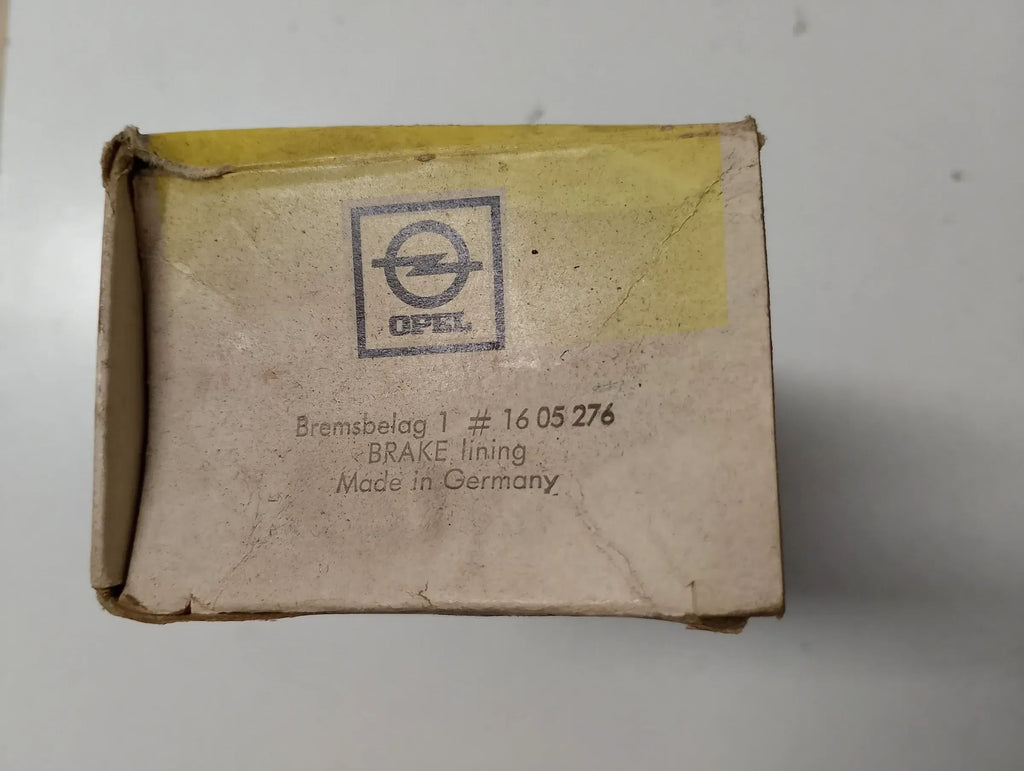 OPEL
Bremsbelag 1 # 16 05 276
BRAKE lining
Made in Germany